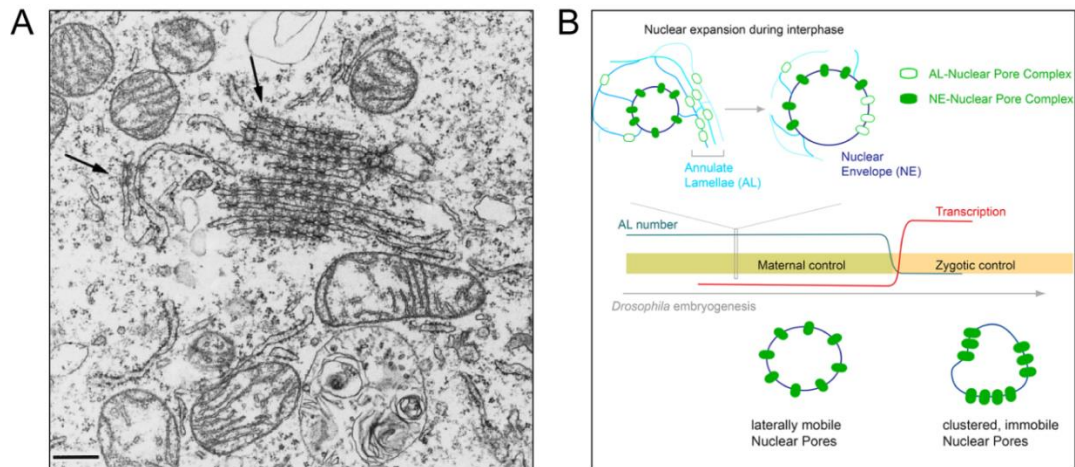 A
B
Nuclear expansion during interphase
AL-Nuclear Pore Complex
NE-Nuclear Pore Complex
Annulate
Lamellae (AL)
Nuclear
Envelope (NE)
Transcription
AL number
Maternal control
Zygotic control
Drosophila embryogenesis
laterally mobile
Nuclear Pores
clustered, immobile
Nuclear Pores